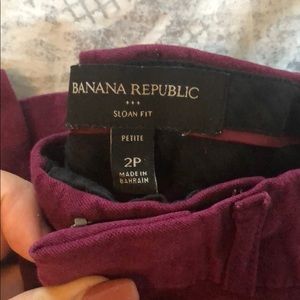 BANANA REPUBLIC
SLOAN FIT
PETITE
2P
MADE IN
BAHRAIN